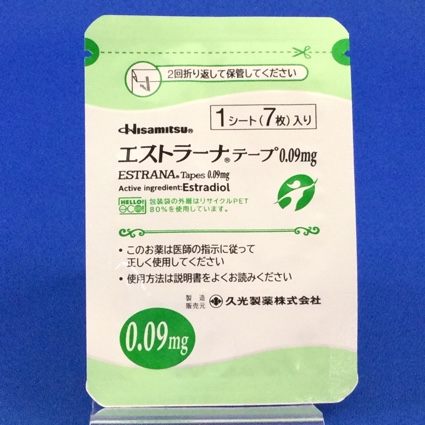 2回折り返して保管してください
1シート(7枚)入り
Hisamitsu®
エストラーナ®テープ0.09mg
ESTRANA® Tapes 0.09mg
Active ingredient:Estradiol
HELLO! ECO!
包装袋の外層はリサイクルPET
80%を使用しています。
・このお薬は医師の指示に従って
正しく使用してください
・使用方法は説明書をよくお読みください
製造
販売元
久光製薬株式会社
0.09mg